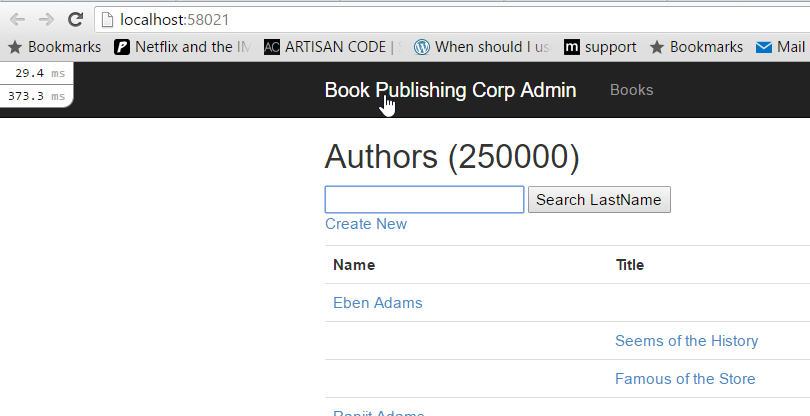 localhost:58021
Bookmarks Netflix and the IM ARTISAN CODE | When should I us support Bookmarks Mail
29.4 ms
373.3 ms
Book Publishing Corp Admin Books
Authors (250000)
Search LastName
Create New
Name Title
Eben Adams
Seems of the History
Famous of the Store
Ranjit Adams